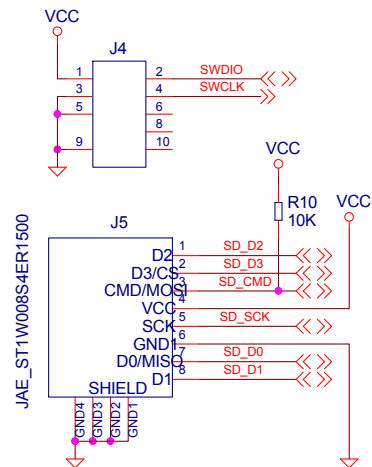 VCC
J4
1 2 SWDIO
3 4 SWCLK
5 6
8
9 10
VCC
R10
10K
VCC
J5
JAE_ST1W008S4ER1500
D2 1 SD_D2
D3/CS 2 SD_D3
CMD/MOSI 3 SD_CMD
VCC 4
SCK 5 SD_SCK
GND1 6
D0/MISO 7 SD_D0
D1 8 SD_D1
SHIELD
GND4
GND3
GND2
GND1